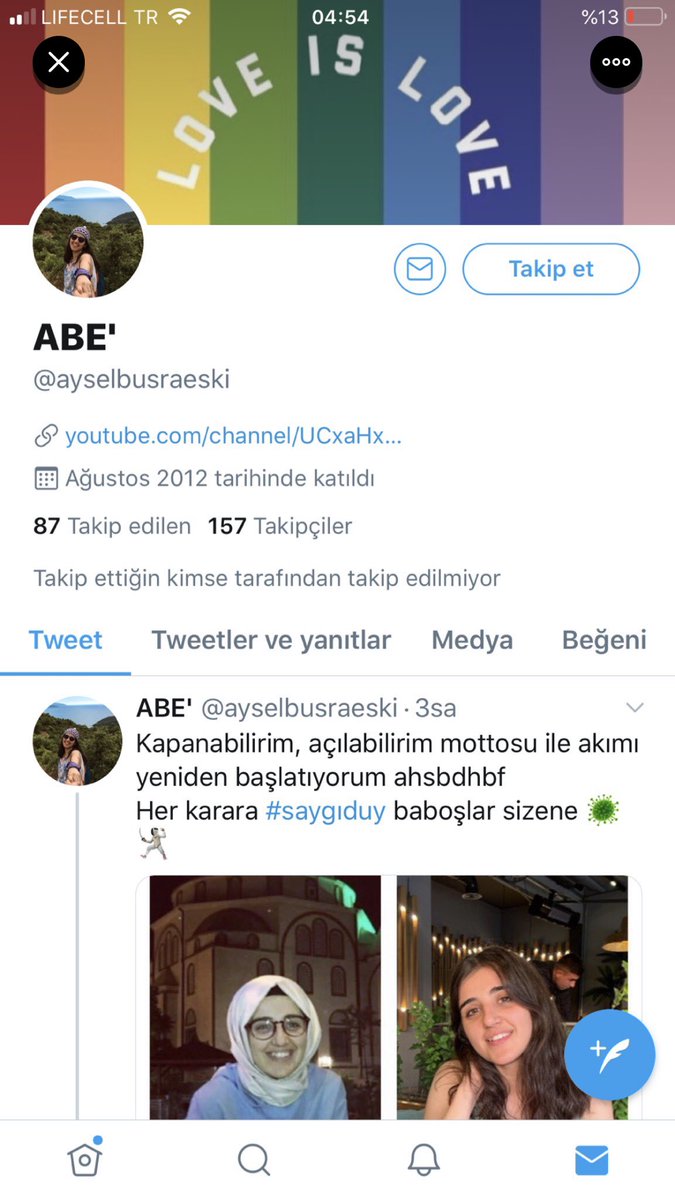 LIFECELL TR 04:54 %13
LOVE IS LOVE
Takip et
ABE'
@ayselbusraeski
youtube.com/channel/UCxaHx...
Ağustos 2012 tarihinde katıldı
87 Takip edilen 157 Takipçiler
Takip ettiğin kimse tarafından takip edilmiyor
Tweet Tweetler ve yanıtlar Medya Beğeni
ABE' @ayselbusraeski · 3sa
Kapanabilirim, açılabilirim mottosu ile akımı
yeniden başlatıyorum ahsbdhbf
Her karara #saygıduy baboşlar sizene